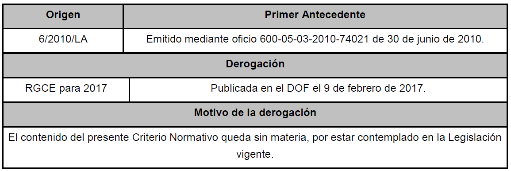 Origen Primer Antecedente
6/2010/LA Emitido mediante oficio 600-05-03-2010-74021 de 30 de junio de 2010.
Derogación
RGCE para 2017 Publicada en el DOF el 9 de febrero de 2017.
Motivo de la derogación
El contenido del presente Criterio Normativo queda sin materia, por estar contemplado en la Legislación
vigente.